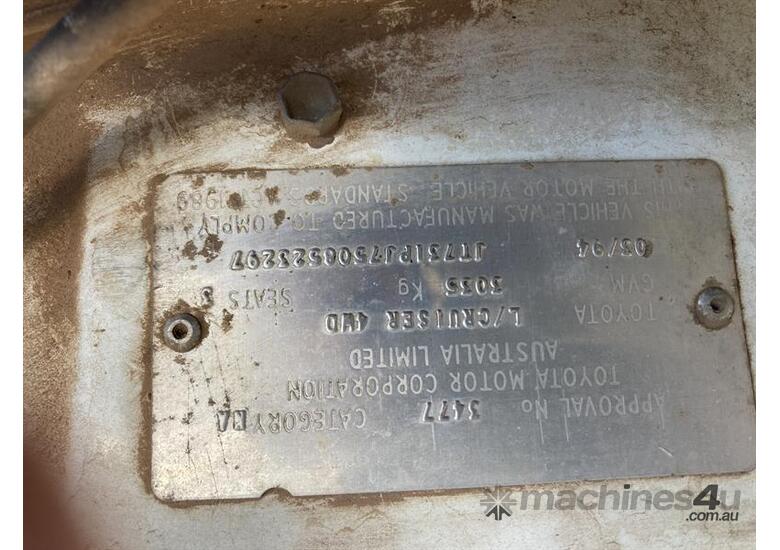 APPROVAL No 3477 CATEGORY NA
TOYOTA MOTOR CORPORATION
AUSTRALIA LIMITED
TOYOTA L/CRUISER 4WD
GVM 3035 Kg SEATS 3
03/94 JT731PJ7508523297
THIS VEHICLE WAS MANUFACTURED TO COMPLY
WITH THE MOTOR VEHICLE STANDARDS ACT 1989
machines4u
.com.au